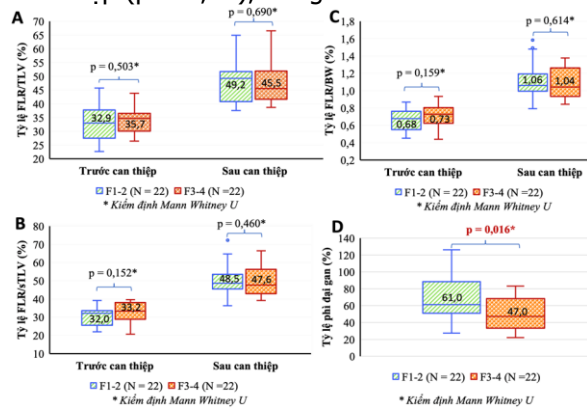 A
Tỷ lệ FLR/TLV (%)
70
65
60
55
50
45
40
35
30
25
20
p = 0,503*
p = 0,690*
32,9
35,7
49,2
45,5
Trước can thiệp
Sau can thiệp
F1-2 (N = 22)
F3-4 (N =22)
* Kiểm định Mann Whitney U
C
Tỷ lệ FLR/BW (%)
1,8
1,6
1,4
1,2
1,0
0,8
0,6
0,4
0,2
p = 0,159*
p = 0,614*
0,68
0,73
1,06
1,04
Trước can thiệp
Sau can thiệp
F1-2 (N = 22)
F3-4 (N =22)
* Kiểm định Mann Whitney U
B
Tỷ lệ FLR/sTLV (%)
80
70
60
50
40
30
20
10
p = 0,152*
p = 0,460*
32,0
33,2
48,5
47,6
Trước can thiệp
Sau can thiệp
F1-2 (N = 22)
F3-4 (N =22)
* Kiểm định Mann Whitney U
D
Tỷ lệ phì đại gan (%)
140
120
100
80
60
40
20
0
p = 0,016*
61,0
47,0
F1-2 (N = 22)
F3-4 (N =22)
* Kiểm định Mann Whitney U